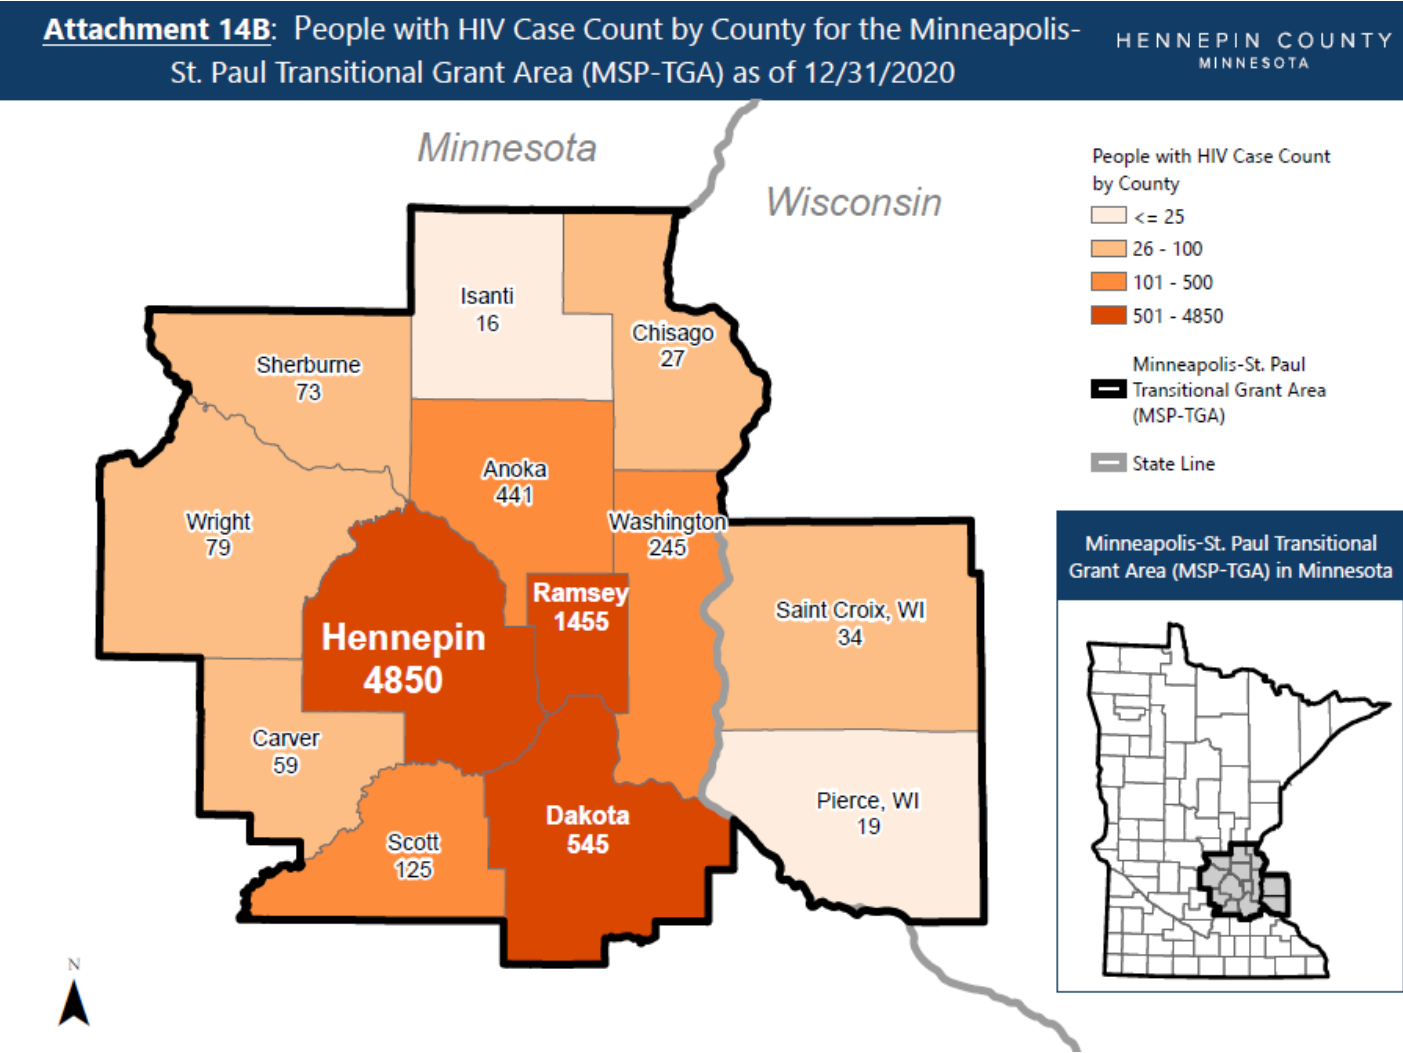 Attachment 14B: People with HIV Case Count by County for the Minneapolis-
St. Paul Transitional Grant Area (MSP-TGA) as of 12/31/2020
HENNEPIN COUNTY
MINNESOTA
Minnesota
Wisconsin
People with HIV Case Count
by County
<= 25
26 - 100
101 - 500
501 - 4850
Minneapolis-St. Paul
Transitional Grant Area
(MSP-TGA)
State Line
Isanti
16
Chisago
27
Sherburne
73
Anoka
441
Wright
79
Washington
245
Ramsey
1455
Saint Croix, WI
34
Hennepin
4850
Carver
59
Pierce, WI
19
Dakota
545
Scott
125
N
Minneapolis-St. Paul Transitional
Grant Area (MSP-TGA) in Minnesota